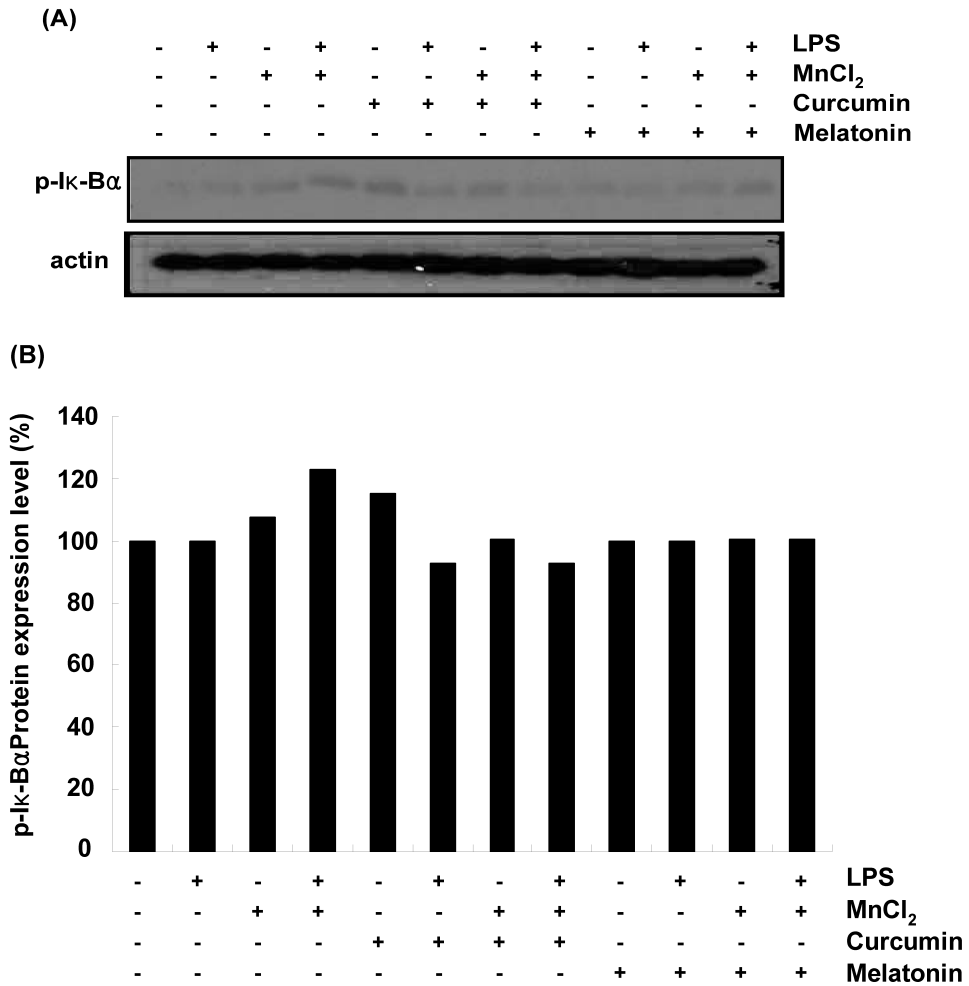 (A)
- + - + - + - + - + - + LPS
- - + + - - + + - - + + MnCl₂
- - - - + + + + - - - - Curcumin
- - - - - - - - + + + + Melatonin
p-Iκ-Bα
actin
(B)
p-Iκ-BαProtein expression level (%)
140
120
100
80
60
40
20
0
- + - + - + - + - + - + LPS
- - + + - - + + - - + + MnCl₂
- - - - + + + + - - - - Curcumin
- - - - - - - - + + + + Melatonin